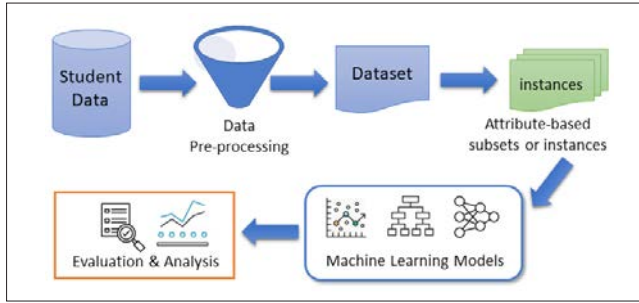 Student
Data
Data
Pre-processing
Dataset
instances
Attribute-based
subsets or instances
Evaluation & Analysis
Machine Learning Models